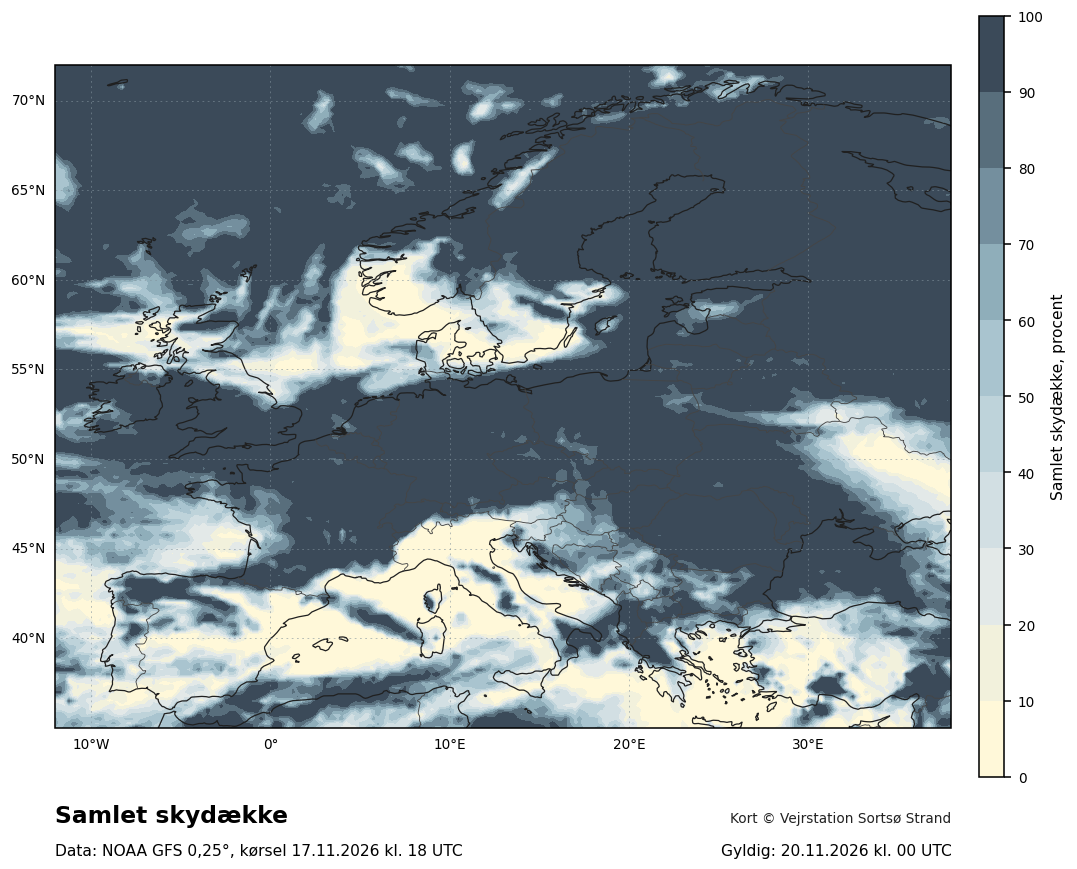 100
90
80
70
60
50
40
30
20
10
0
Samlet skydække, procent
70°N
65°N
60°N
55°N
50°N
45°N
40°N
10°W
0°
10°E
20°E
30°E
Samlet skydække
Kort © Vejrstation Sortsø Strand
Data: NOAA GFS 0,25°, kørsel 17.11.2026 kl. 18 UTC
Gyldig: 20.11.2026 kl. 00 UTC